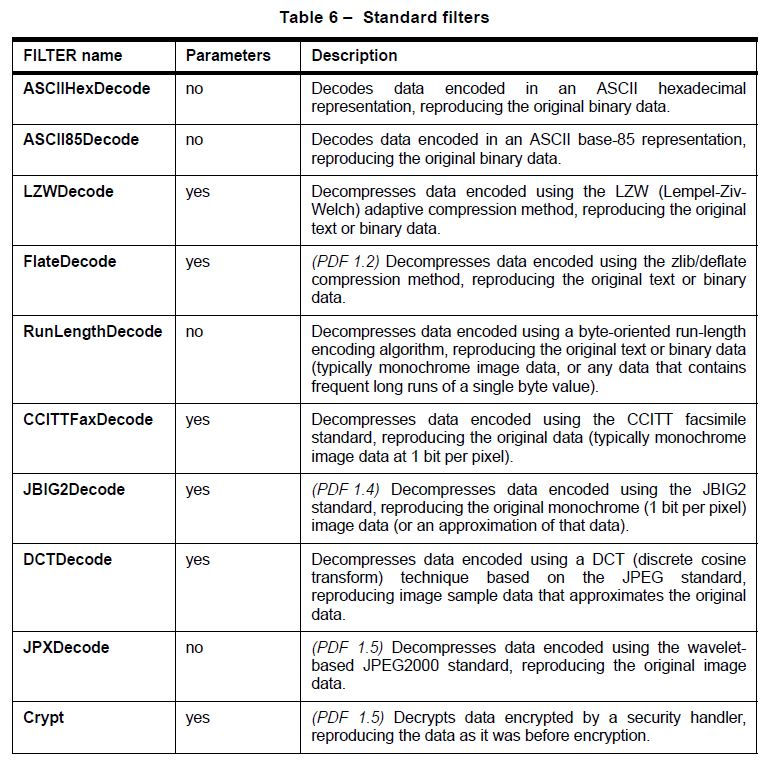 Table 6 – Standard filters
FILTER name Parameters Description
ASCIIHexDecode no Decodes data encoded in an ASCII hexadecimal
representation, reproducing the original binary data.
ASCII85Decode no Decodes data encoded in an ASCII base-85 representation,
reproducing the original binary data.
LZWDecode yes Decompresses data encoded using the LZW (Lempel-Ziv-
Welch) adaptive compression method, reproducing the original
text or binary data.
FlateDecode yes (PDF 1.2) Decompresses data encoded using the zlib/deflate
compression method, reproducing the original text or binary
data.
RunLengthDecode no Decompresses data encoded using a byte-oriented run-length
encoding algorithm, reproducing the original text or binary data
(typically monochrome image data, or any data that contains
frequent long runs of a single byte value).
CCITTFaxDecode yes Decompresses data encoded using the CCITT facsimile
standard, reproducing the original data (typically monochrome
image data at 1 bit per pixel).
JBIG2Decode yes (PDF 1.4) Decompresses data encoded using the JBIG2
standard, reproducing the original monochrome (1 bit per pixel)
image data (or an approximation of that data).
DCTDecode yes Decompresses data encoded using a DCT (discrete cosine
transform) technique based on the JPEG standard,
reproducing image sample data that approximates the original
data.
JPXDecode no (PDF 1.5) Decompresses data encoded using the wavelet-
based JPEG2000 standard, reproducing the original image
data.
Crypt yes (PDF 1.5) Decrypts data encrypted by a security handler,
reproducing the data as it was before encryption.